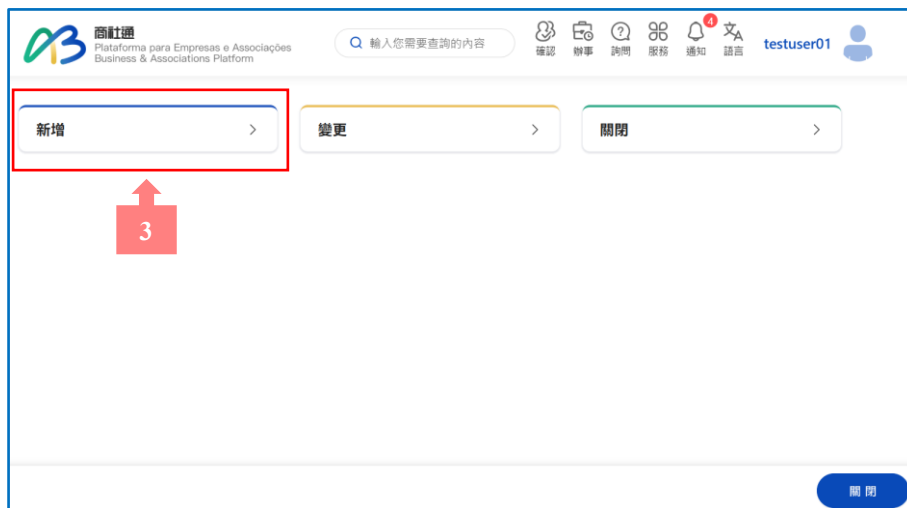 商社通
Plataforma para Empresas e Associações
Business & Associations Platform
輸入您需要查詢的內容
確認
辦事
詢問
服務
4
通知
語言
testuser01
新增
變更
關閉
3
關閉